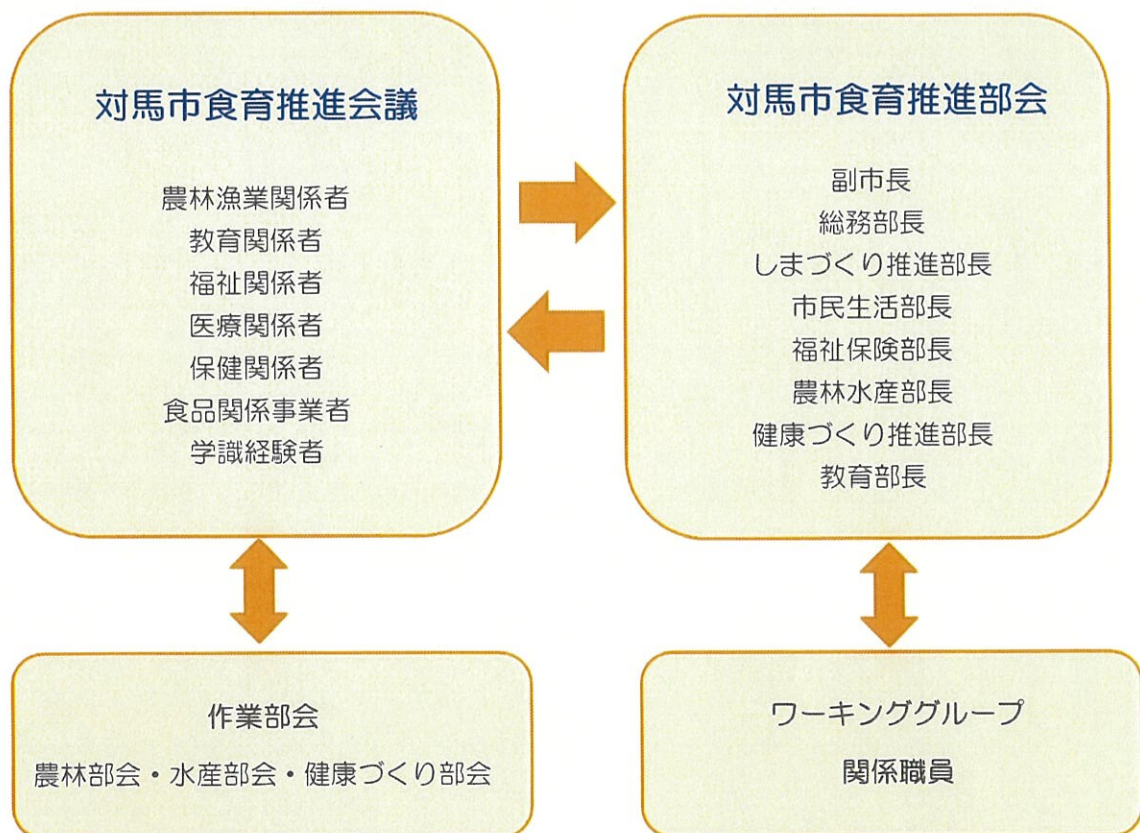 対馬市食育推進会議
農林漁業関係者
教育関係者
福祉関係者
医療関係者
保健関係者
食品関係事業者
学識経験者
対馬市食育推進部会
副市長
総務部長
しまづくり推進部長
市民生活部長
福祉保険部長
農林水産部長
健康づくり推進部長
教育部長
作業部会
農林部会・水産部会・健康づくり部会
ワーキンググループ
関係職員